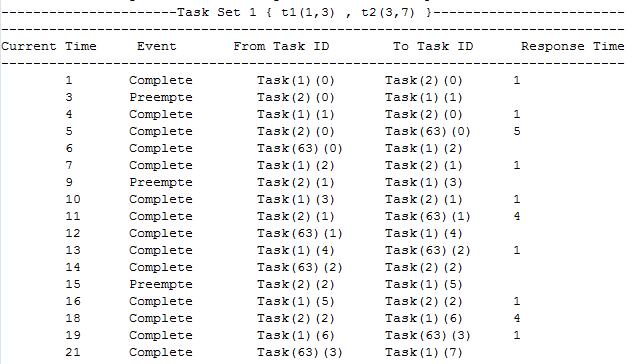 -----------------------Task Set 1 { t1(1,3) , t2(3,7) }-------------------------
--------------------------------------------------------------------------------
Current Time Event From Task ID To Task ID Response Time
--------------------------------------------------------------------------------
1 Complete Task(1)(0) Task(2)(0) 1
3 Preempte Task(2)(0) Task(1)(1)
4 Complete Task(1)(1) Task(2)(0) 1
5 Complete Task(2)(0) Task(63)(0) 5
6 Complete Task(63)(0) Task(1)(2)
7 Complete Task(1)(2) Task(2)(1) 1
9 Preempte Task(2)(1) Task(1)(3)
10 Complete Task(1)(3) Task(2)(1) 1
11 Complete Task(2)(1) Task(63)(1) 4
12 Complete Task(63)(1) Task(1)(4)
13 Complete Task(1)(4) Task(63)(2) 1
14 Complete Task(63)(2) Task(2)(2)
15 Preempte Task(2)(2) Task(1)(5)
16 Complete Task(1)(5) Task(2)(2) 1
18 Complete Task(2)(2) Task(1)(6) 4
19 Complete Task(1)(6) Task(63)(3) 1
21 Complete Task(63)(3) Task(1)(7)